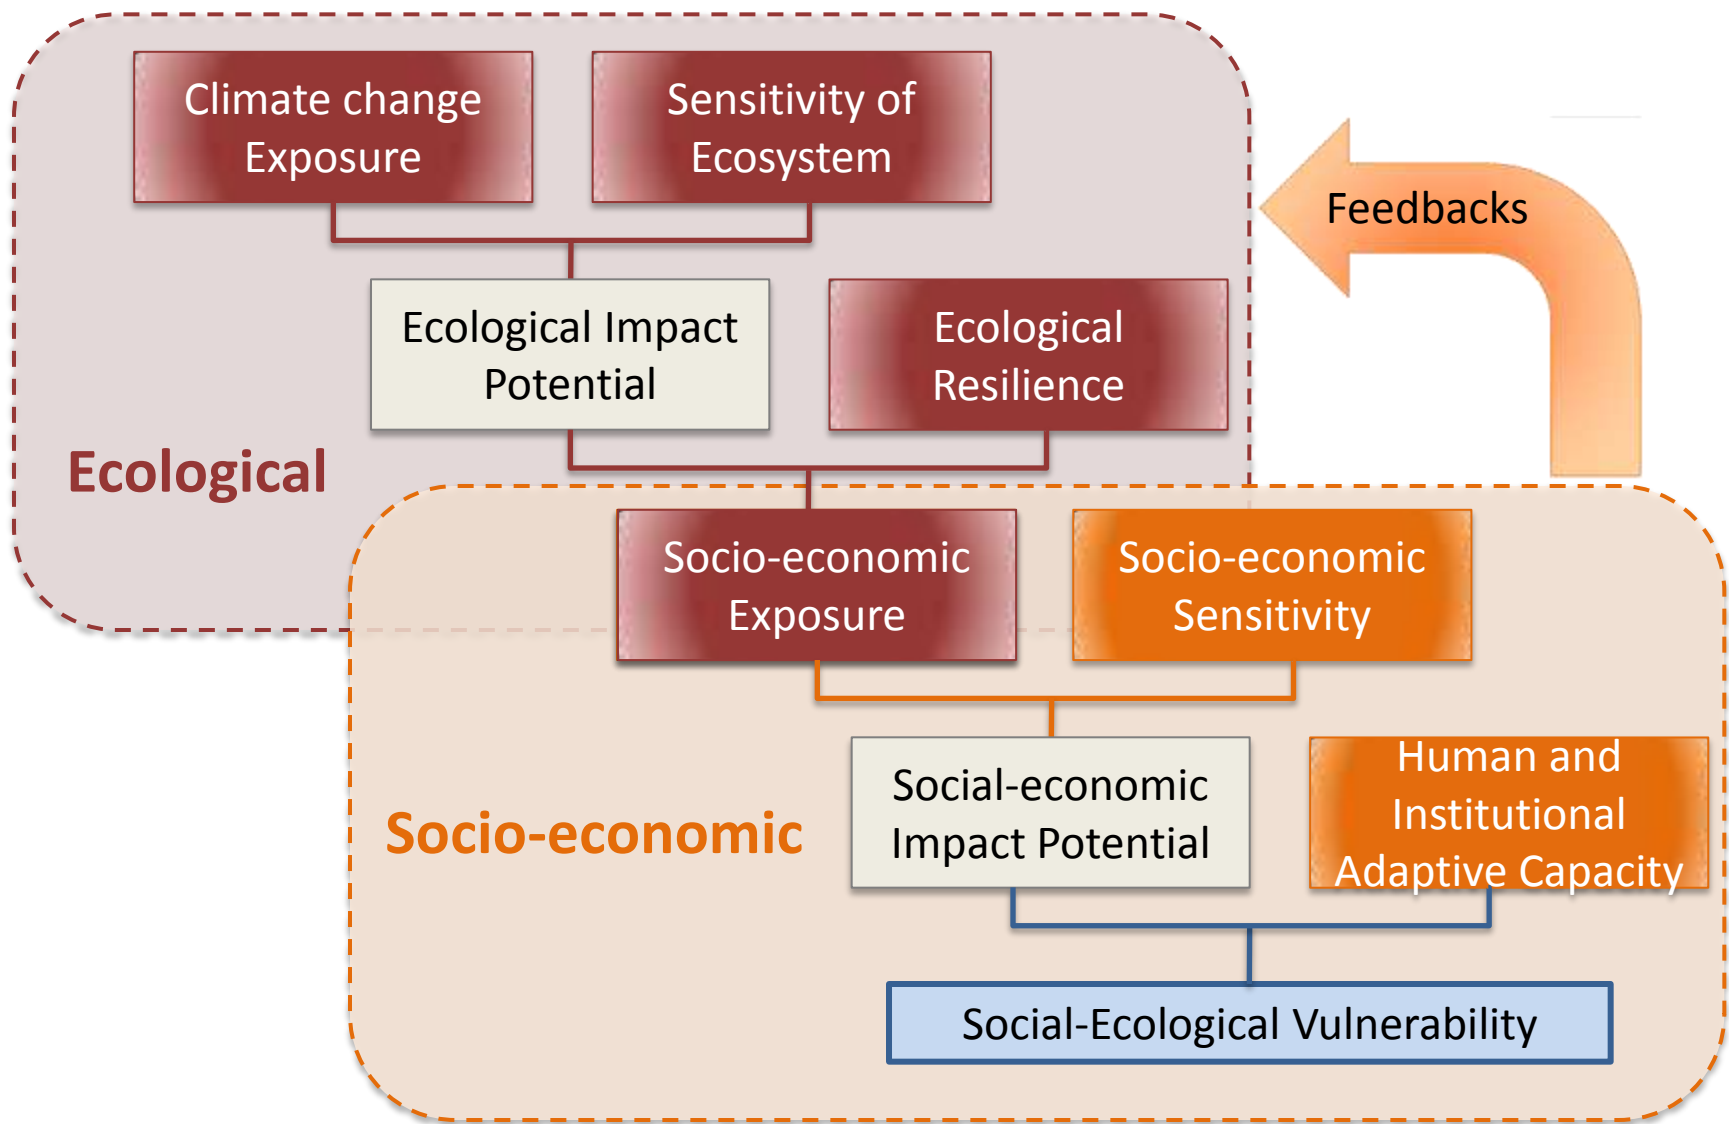 Climate change
Exposure
Sensitivity of
Ecosystem
Feedbacks
Ecological Impact
Potential
Ecological
Resilience
Ecological
Socio-economic
Exposure
Socio-economic
Sensitivity
Social-economic
Impact Potential
Human and
Institutional
Adaptive Capacity
Socio-economic
Social-Ecological Vulnerability